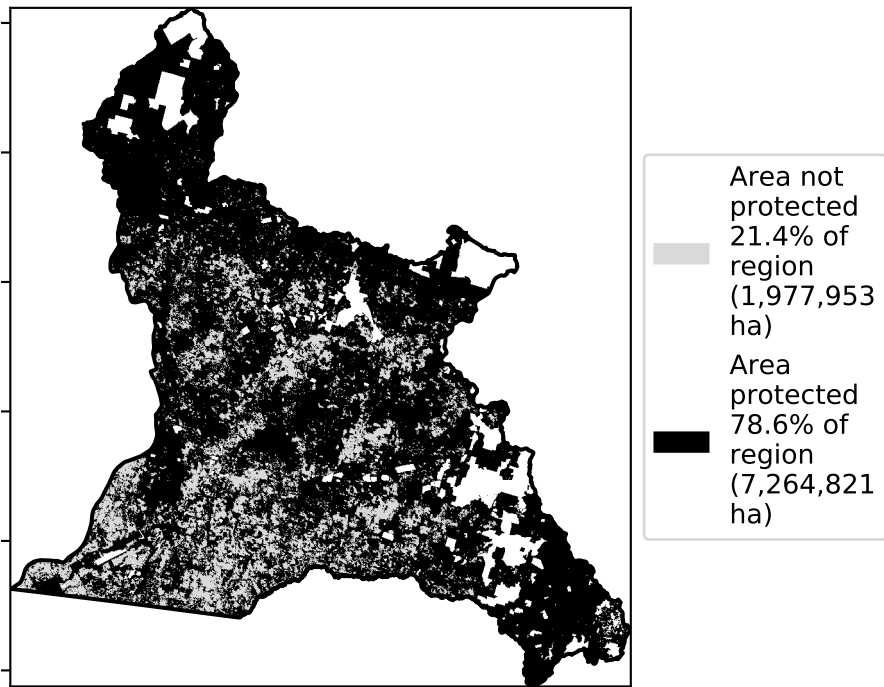 Area not
protected
21.4% of
region
(1,977,953
ha)
Area
protected
78.6% of
region
(7,264,821
ha)